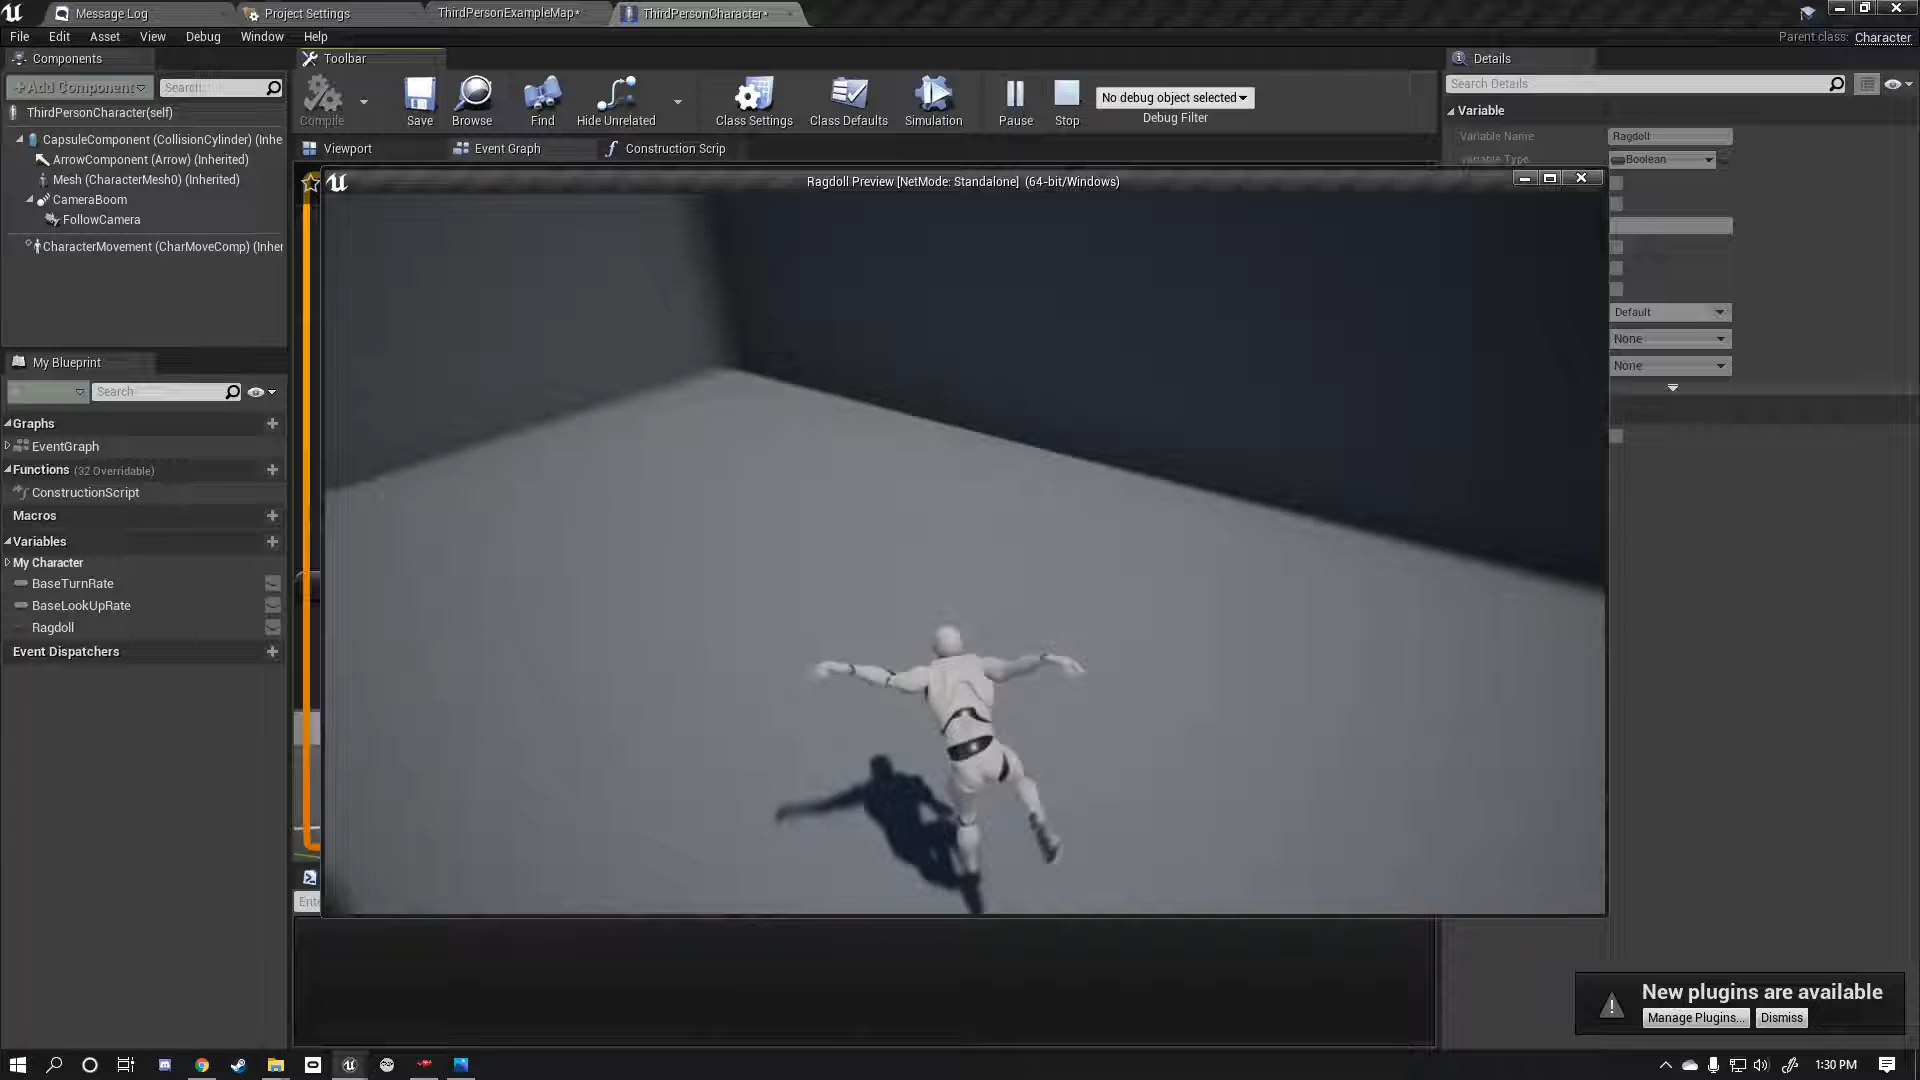 Message Log
Project Settings
ThirdPersonExampleMap*
ThirdPersonCharacter*
File Edit Asset View Debug Window Help
Parent class: Character
Components
Toolbar
Details
+Add Component
Search
Search Details
ThirdPersonCharacter(self)
Compile
Save
Browse
Find
Hide Unrelated
Class Settings
Class Defaults
Simulation
Pause
Stop
No debug object selected
Debug Filter
Variable
Variable Name
Ragdoll
Variable Type
Boolean
CapsuleComponent (CollisionCylinder) (Inhe
ArrowComponent (Arrow) (Inherited)
Mesh (CharacterMesh0) (Inherited)
CameraBoom
FollowCamera
CharacterMovement (CharMoveComp) (Inher
Viewport
Event Graph
Construction Scrip
Ragdoll Preview [NetMode: Standalone] (64-bit/Windows)
Default
None
None
My Blueprint
Search
Graphs
EventGraph
Functions (32 Overridable)
ConstructionScript
Macros
Variables
My Character
BaseTurnRate
BaseLookUpRate
Ragdoll
Event Dispatchers
Ente
New plugins are available
Manage Plugins...
Dismiss
1:30 PM